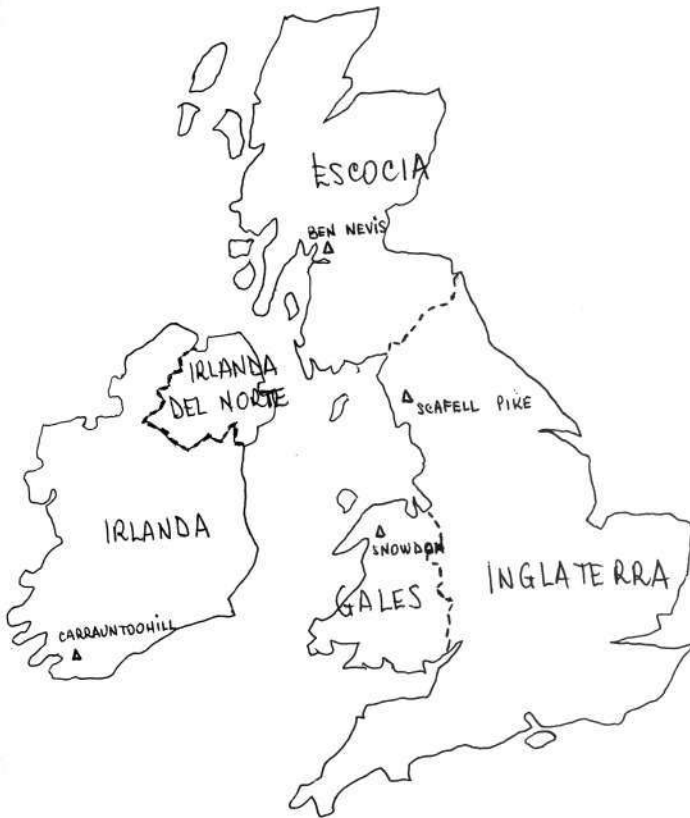 ESCOCIA
BEN NEVIS
IRLANDA
DEL NORTE
SCAFELL PIKE
IRLANDA
SNOWDON
GALES
INGLATERRA
CARRAUNTOOHILL